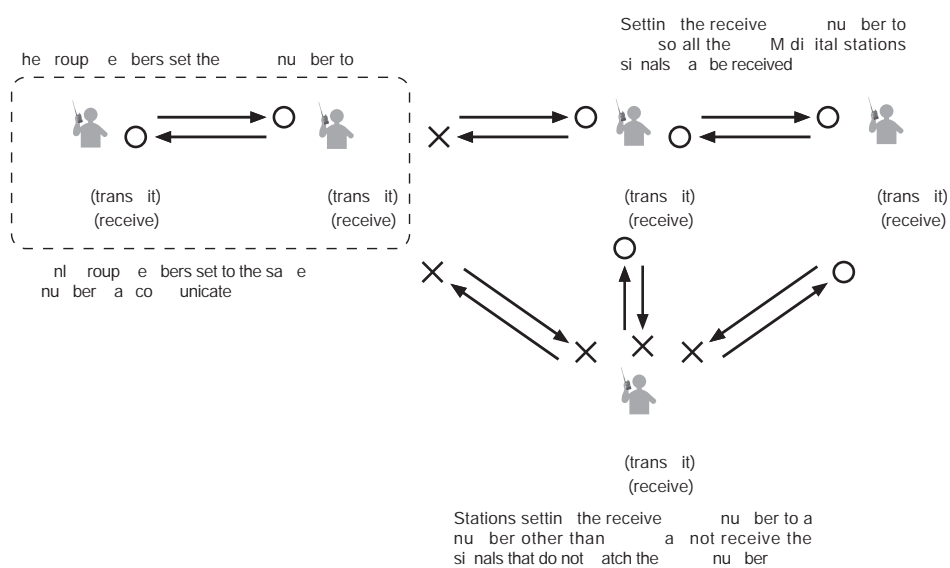 Settin the receive nu ber to
so all the M di ital stations
si nals a be received
he roup e bers set the nu ber to
(trans it)
(receive)
(trans it)
(receive)
(trans it)
(receive)
(trans it)
(receive)
nl roup e bers set to the sa e
nu ber a co unicate
(trans it)
(receive)
Stations settin the receive nu ber to a
nu ber other than a not receive the
si nals that do not atch the nu ber